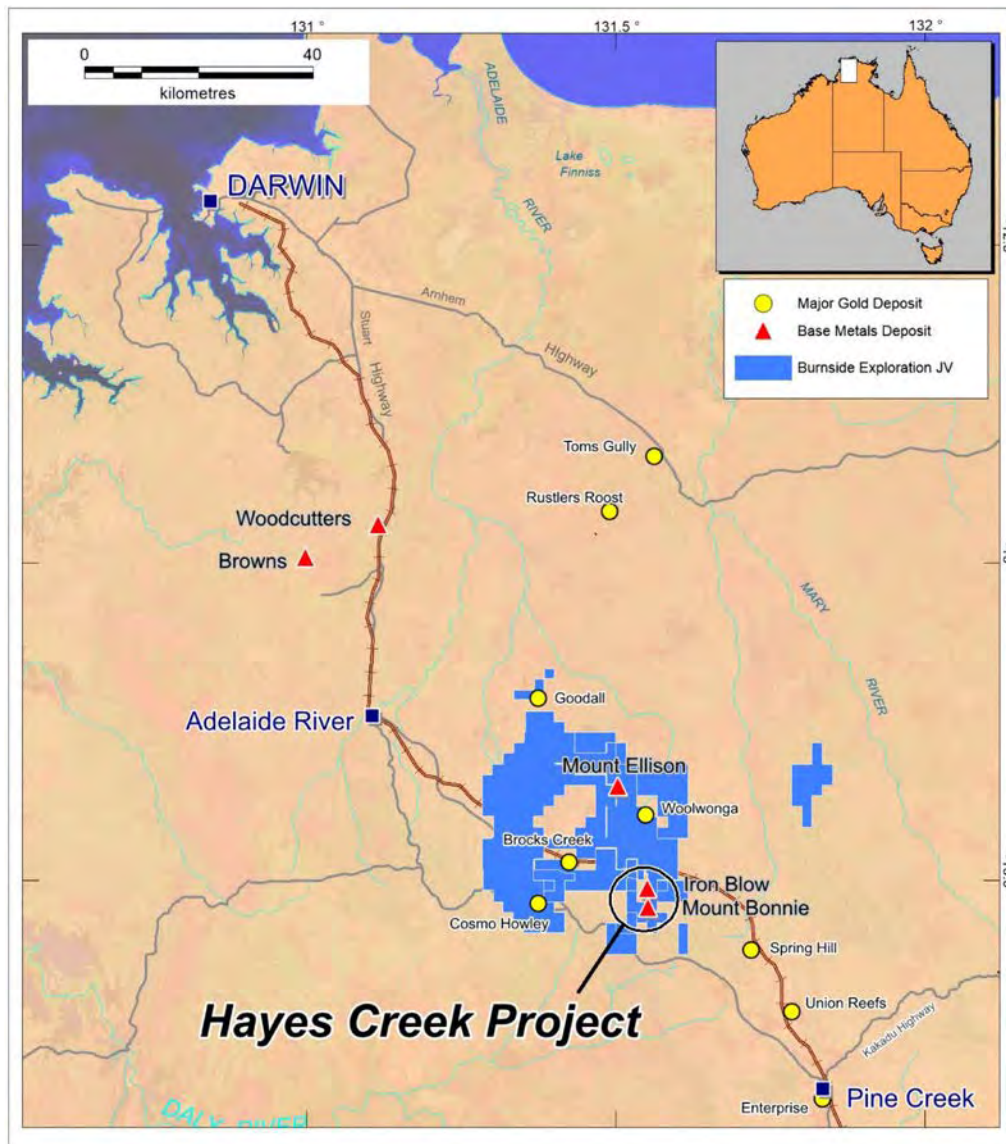 131 °
131.5 °
132 °
0
40
kilometres
ADELAIDE
RIVER
Lake
Finniss
DARWIN
Major Gold Deposit
Base Metals Deposit
Burnside Exploration JV
Arnhem
Highway
Stuart
Highway
Toms Gully
Rustlers Roost
Woodcutters
Browns
MARY
RIVER
Goodall
Adelaide River
Mount Ellison
Woolwonga
Brocks Creek
Iron Blow
Mount Bonnie
Cosmo Howley
Spring Hill
Hayes Creek Project
Union Reefs
Kakadu Highway
Pine Creek
Enterprise
DALY RIVER